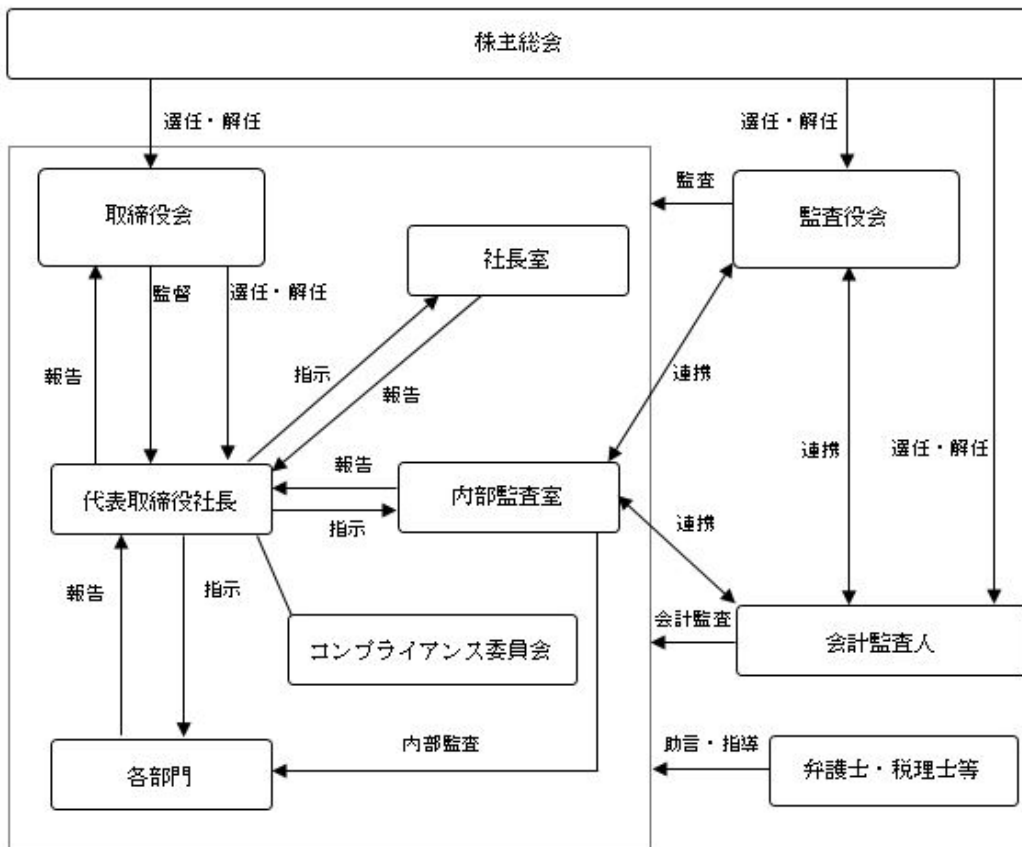 株主総会
選任・解任
選任・解任
取締役会
監査
監査役会
社長室
監督
選任・解任
報告
指示
報告
連携
連携
選任・解任
代表取締役社長
報告
指示
内部監査室
連携
報告
指示
コンプライアンス委員会
会計監査
会計監査人
各部門
内部監査
助言・指導
弁護士・税理士等